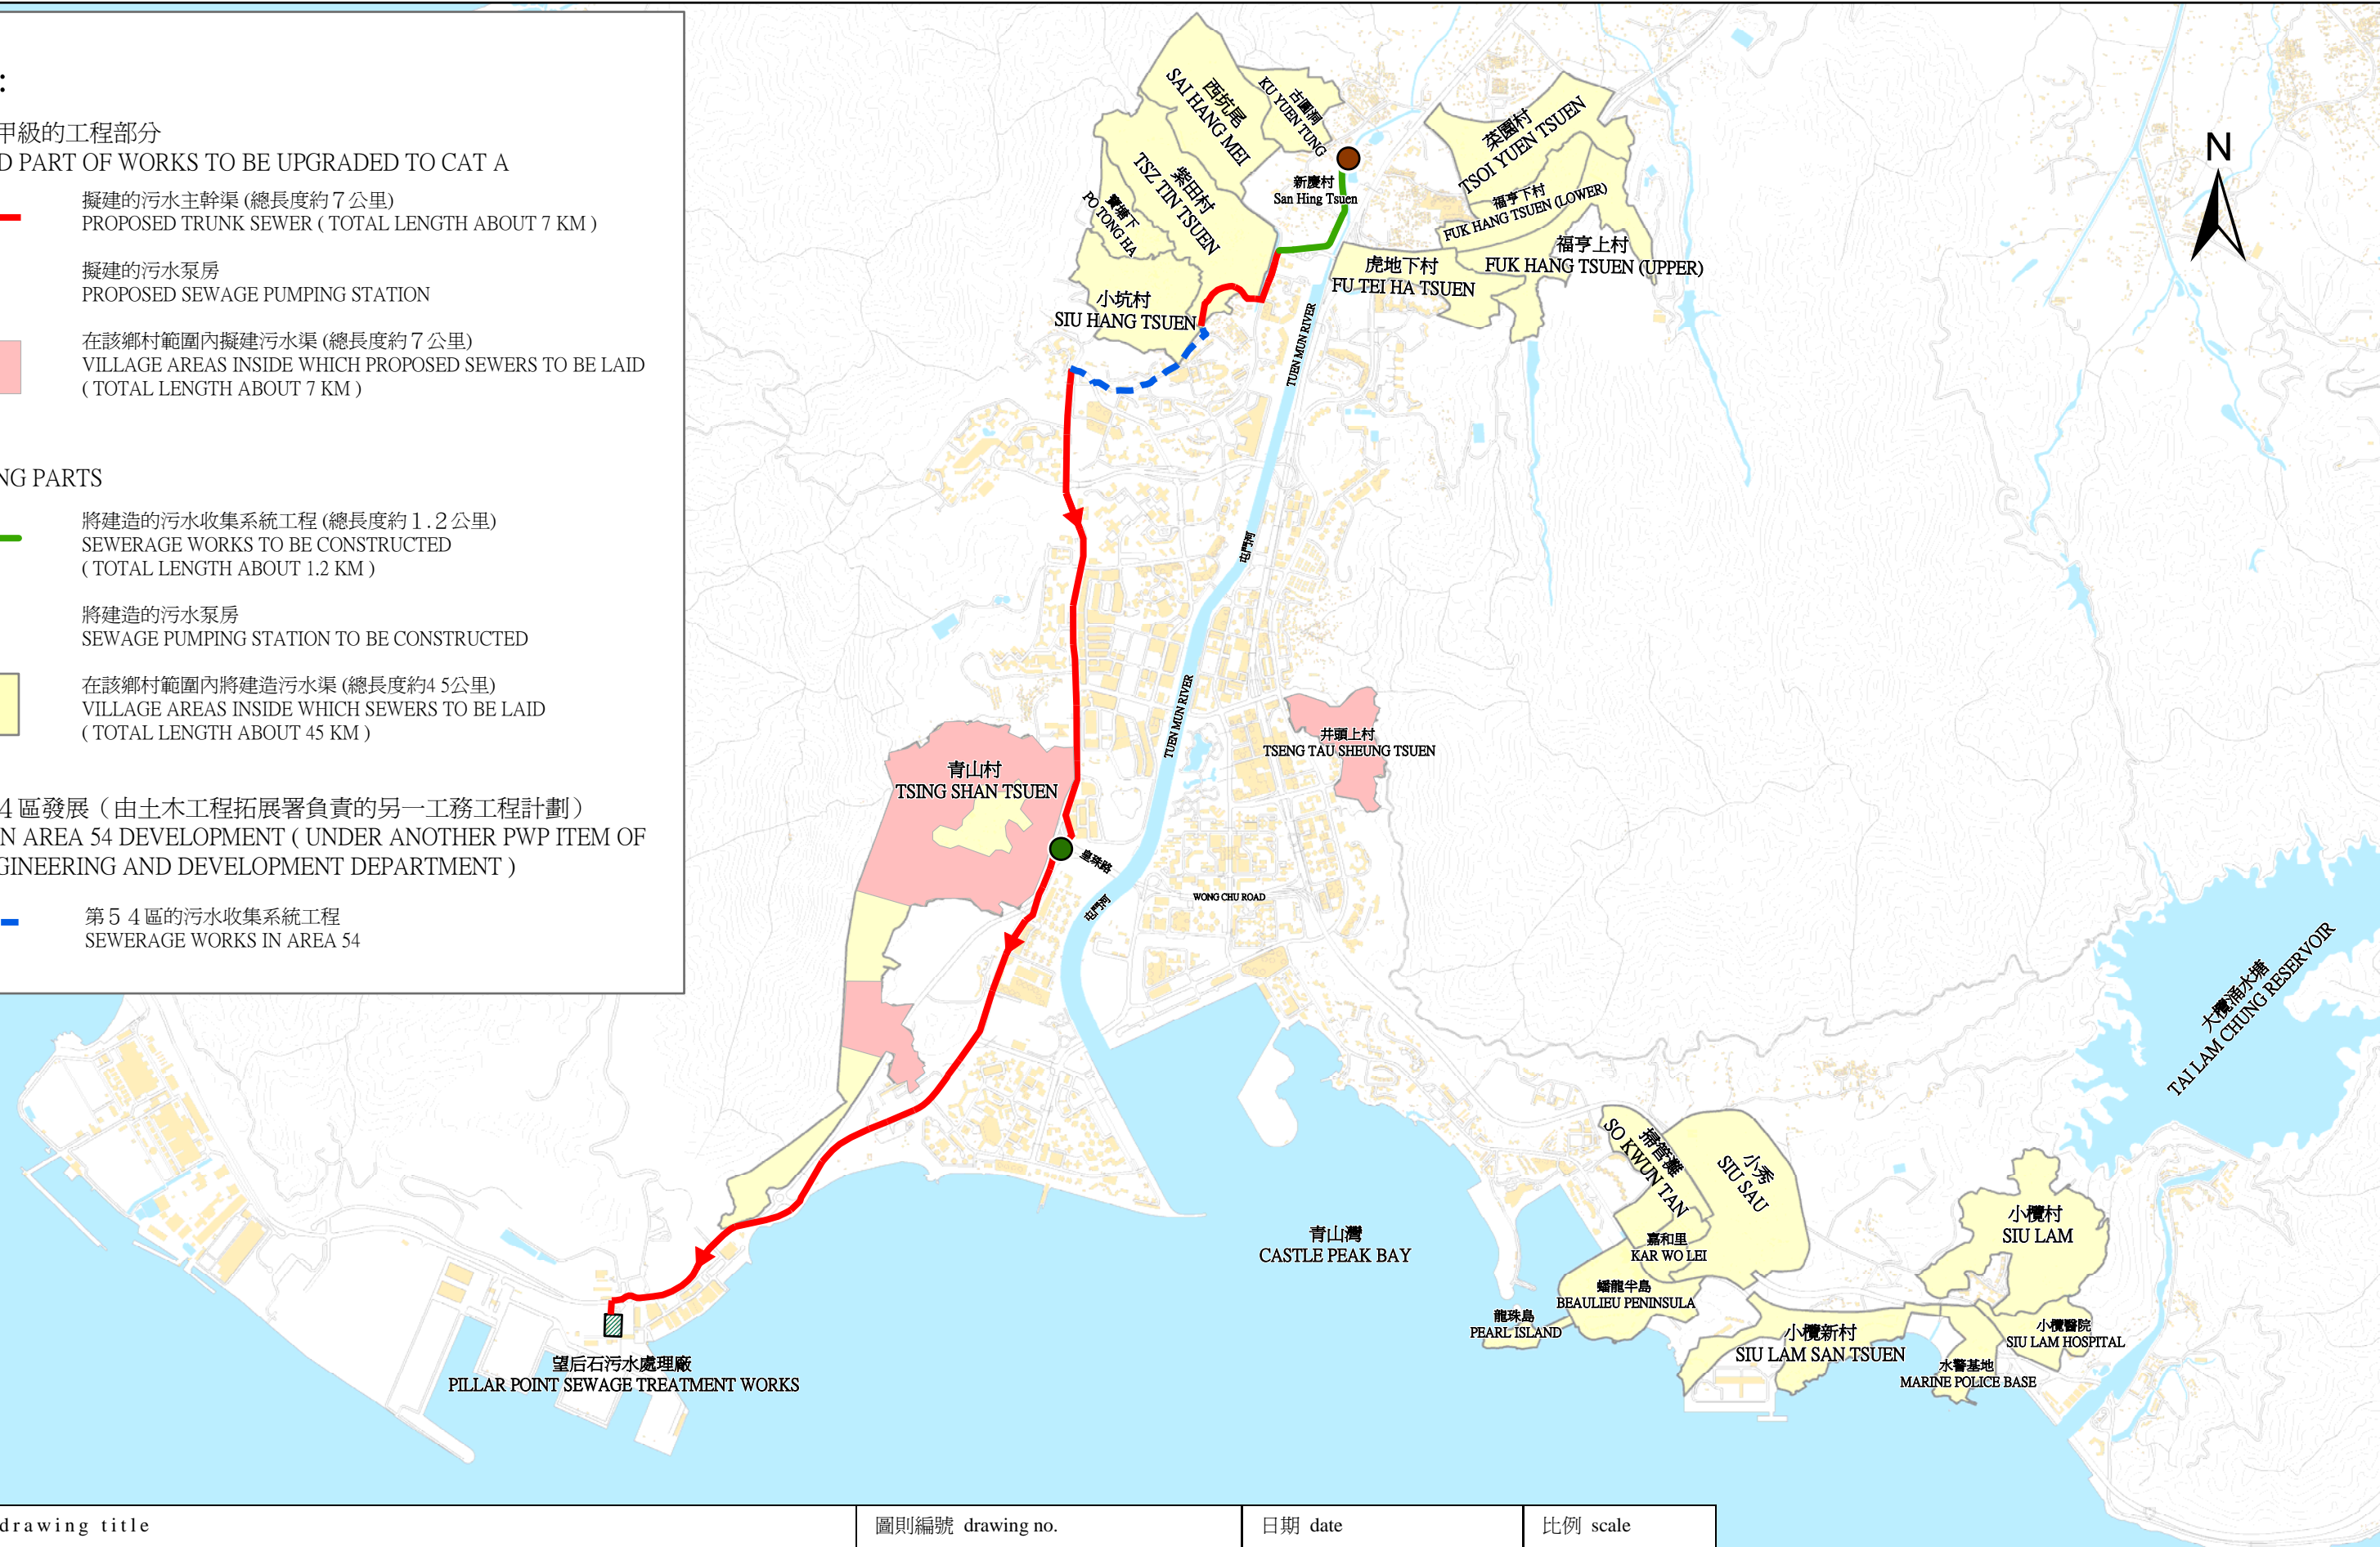 :
甲級的工程部分
D PART OF WORKS TO BE UPGRADED TO CAT A
擬建的污水主幹渠 (總長度約７公里)
PROPOSED TRUNK SEWER ( TOTAL LENGTH ABOUT 7 KM )
擬建的污水泵房
PROPOSED SEWAGE PUMPING STATION
在該鄉村範圍內擬建污水渠 (總長度約７公里)
VILLAGE AREAS INSIDE WHICH PROPOSED SEWERS TO BE LAID
( TOTAL LENGTH ABOUT 7 KM )
NG PARTS
將建造的污水收集系統工程 (總長度約１.２公里)
SEWERAGE WORKS TO BE CONSTRUCTED
( TOTAL LENGTH ABOUT 1.2 KM )
將建造的污水泵房
SEWAGE PUMPING STATION TO BE CONSTRUCTED
在該鄉村範圍內將建造污水渠 (總長度約4 5公里)
VILLAGE AREAS INSIDE WHICH SEWERS TO BE LAID
( TOTAL LENGTH ABOUT 45 KM )
4 區發展（由土木工程拓展署負責的另一工務工程計劃）
N AREA 54 DEVELOPMENT ( UNDER ANOTHER PWP ITEM OF
GINEERING AND DEVELOPMENT DEPARTMENT )
第５４區的污水收集系統工程
SEWERAGE WORKS IN AREA 54
西坑尾
SAI HANG MEI
古圓洞
KU YUEN TUNG
紫田村
TSZ TIN TSUEN
寶塘下
PO TONG HA
小坑村
SIU HANG TSUEN
新慶村
San Hing Tsuen
菜園村
TSOI YUEN TSUEN
福亨下村
FUK HANG TSUEN (LOWER)
福亨上村
FUK HANG TSUEN (UPPER)
虎地下村
FU TEI HA TSUEN
N
TUEN MUN RIVER
屯門河
TUEN MUN RIVER
井頭上村
TSENG TAU SHEUNG TSUEN
青山村
TSING SHAN TSUEN
皇珠路
WONG CHU ROAD
屯門河
大欖涌水塘
TAI LAM CHUNG RESERVOIR
掃管灘
SO KWUN TAN
小秀
SIU SAU
嘉和里
KAR WO LEI
蟠龍半島
BEAULIEU PENINSULA
龍珠島
PEARL ISLAND
小欖村
SIU LAM
小欖新村
SIU LAM SAN TSUEN
小欖醫院
SIU LAM HOSPITAL
水警基地
MARINE POLICE BASE
青山灣
CASTLE PEAK BAY
望后石污水處理廠
PILLAR POINT SEWAGE TREATMENT WORKS
drawing title
圖則編號 drawing no.
日期 date
比例 scale